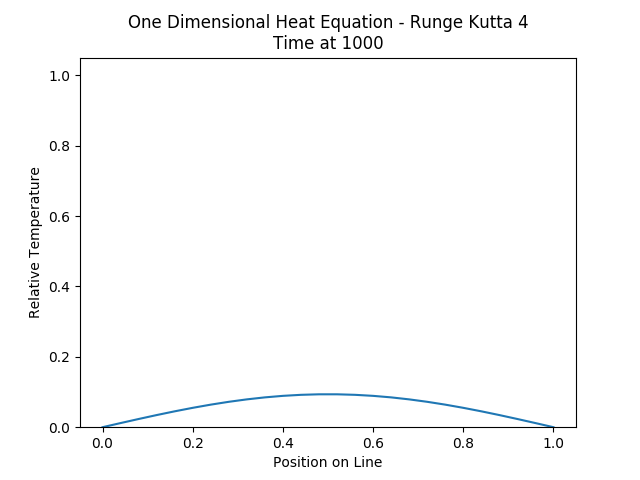 One Dimensional Heat Equation - Runge Kutta 4
Time at 1000
1.0
0.8
0.6
0.4
0.2
0.0
Relative Temperature
0.0 0.2 0.4 0.6 0.8 1.0
Position on Line